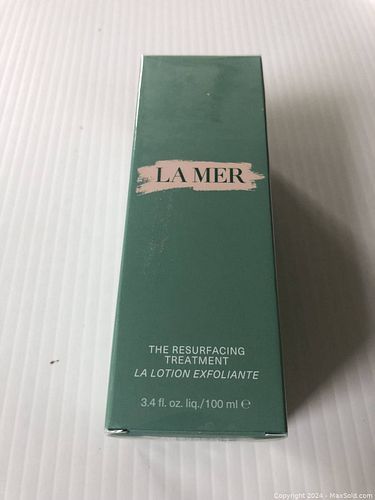 LA MER
THE RESURFACING
TREATMENT
LA LOTION EXFOLIANTE
3.4 fl. oz. liq./100 ml ℮
Copyright 2024 - MaxSold.com